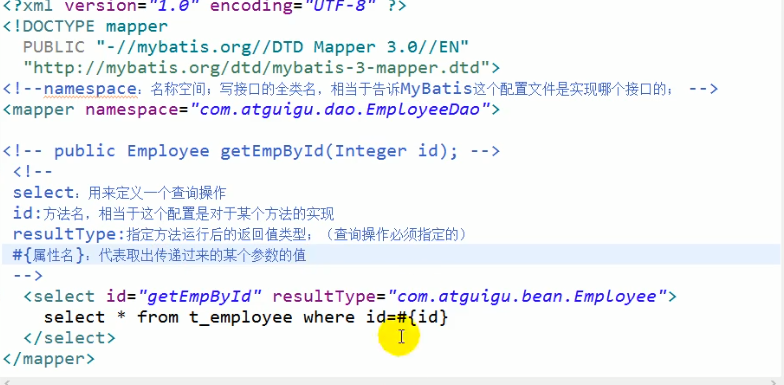 <?xml version="1.0" encoding="UTF-8" ?>
<!DOCTYPE mapper
PUBLIC "-//mybatis.org//DTD Mapper 3.0//EN"
"http://mybatis.org/dtd/mybatis-3-mapper.dtd">
<!--namespace：名称空间；写接口的全类名，相当于告诉MyBatis这个配置文件是实现哪个接口的； -->
<mapper namespace="com.atguigu.dao.EmployeeDao">
<!-- public Employee getEmpById(Integer id); -->
<!--
select：用来定义一个查询操作
id:方法名，相当于这个配置是对于某个方法的实现
resultType:指定方法运行后的返回值类型；（查询操作必须指定的）
#{属性名}：代表取出传递过来的某个参数的值
-->
<select id="getEmpById" resultType="com.atguigu.bean.Employee">
select * from t_employee where id=#{id}
</select>
</mapper>